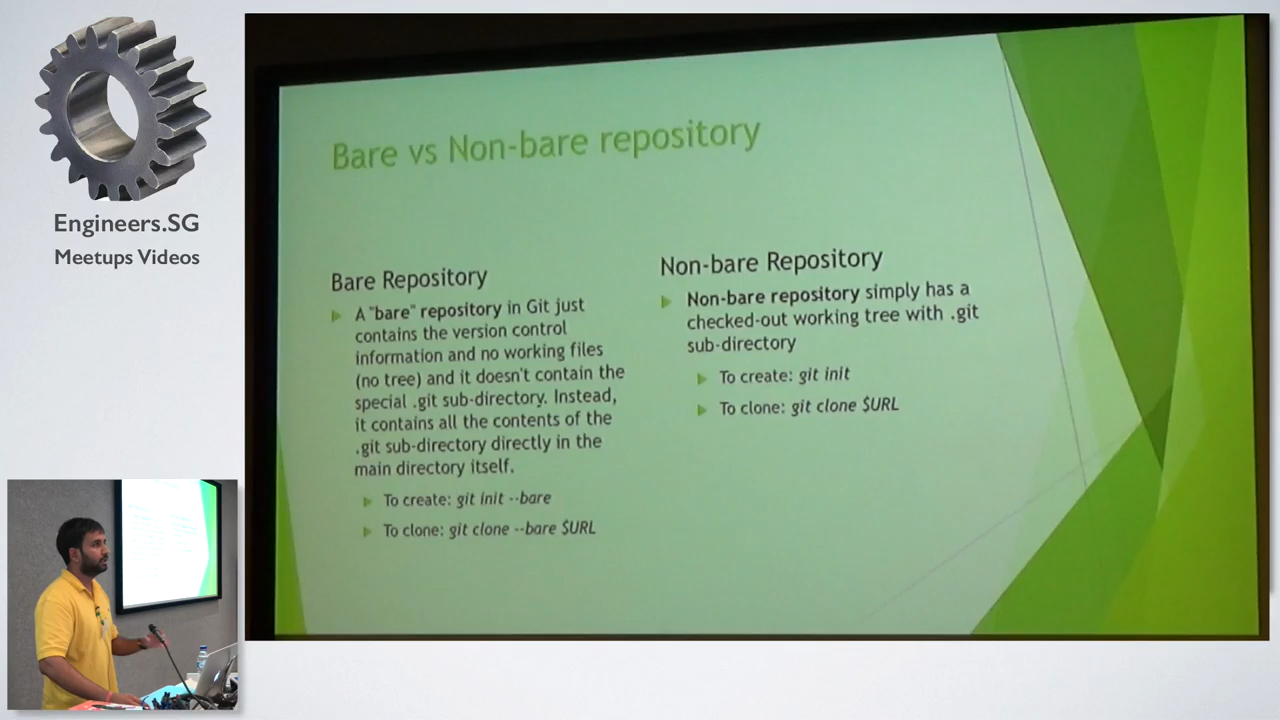 Engineers.SG
Meetups Videos
Bare vs Non-bare repository
Bare Repository
A "bare" repository in Git just
contains the version control
information and no working files
(no tree) and it doesn't contain the
special .git sub-directory. Instead,
it contains all the contents of the
.git sub-directory directly in the
main directory itself.
To create: git init --bare
To clone: git clone --bare $URL
Non-bare Repository
Non-bare repository simply has a
checked-out working tree with .git
sub-directory
To create: git init
To clone: git clone $URL